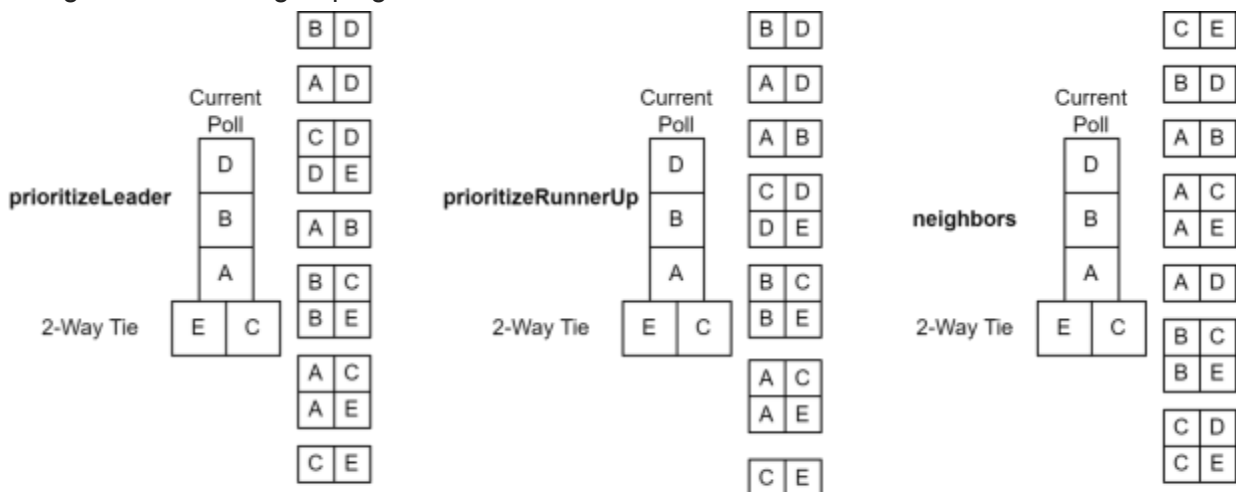 Current
Poll
prioritizeLeader
D
B
A
2-Way Tie
E C
B D
A D
C D
D E
A B
B C
B E
A C
A E
C E
Current
Poll
prioritizeRunnerUp
D
B
A
2-Way Tie
E C
B D
A D
A B
C D
D E
B C
B E
A C
A E
C E
Current
Poll
neighbors
D
B
A
2-Way Tie
E C
C E
B D
A B
A C
A E
A D
B C
B E
C D
C E